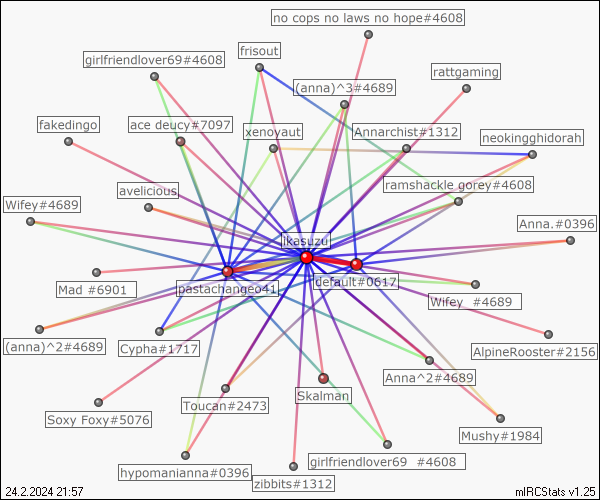 no cops no laws no hope#4608
frisout
girlfriendlover69#4608
rattgaming
(anna)^3#4689
fakedingo
ace deucy#7097
xenoyaut
Annarchist#1312
neokingghidorah
avelicious
ramshackle gorey#4608
Wifey#4689
Anna.#0396
ikasuzu
default#0617
pastachangeo41
Mad #6901
Wifey #4689
(anna)^2#4689
Cypha#1717
AlpineRooster#2156
Anna^2#4689
Skalman
Toucan#2473
Soxy Foxy#5076
Mushy#1984
hypomanianna#0396
girlfriendlover69 #4608
zibbits#1312
24.2.2024 21:57
mIRCStats v1.25